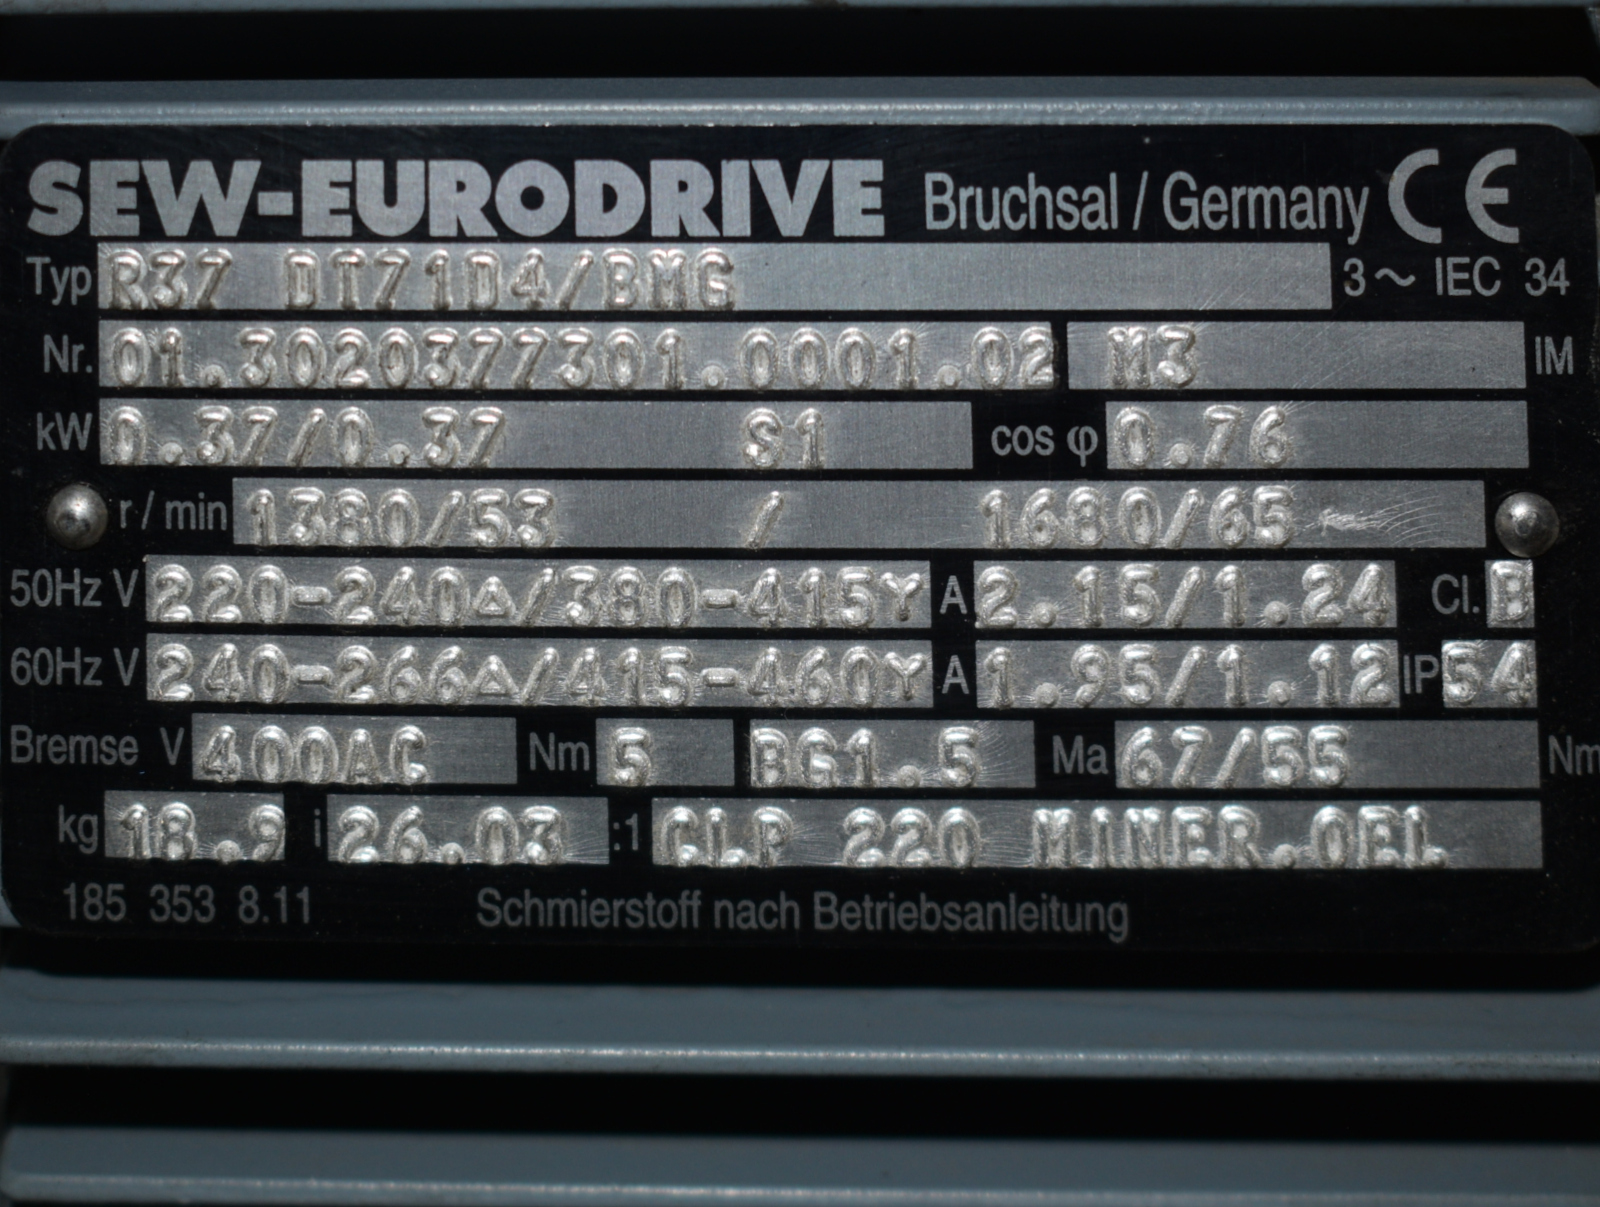 SEW-EURODRIVE Bruchsal / Germany CE
Typ R37 DT71D4/BMG 3~ IEC 34
Nr. 01.3020377301.0001.02 M3 IM
kW 0.37/0.37 S1 cos φ 0.76
r / min 1380/53 / 1680/65
50Hz V 220-240△/380-415Y A 2.15/1.24 Cl. B
60Hz V 240-266△/415-460Y A 1.95/1.12 IP 54
Bremse V 400AC Nm 5 BG1.5 Ma 67/55 Nm
kg 18.9 i 26.03 :1 CLP 220 MINER.OEL
185 353 8.11 Schmierstoff nach Betriebsanleitung